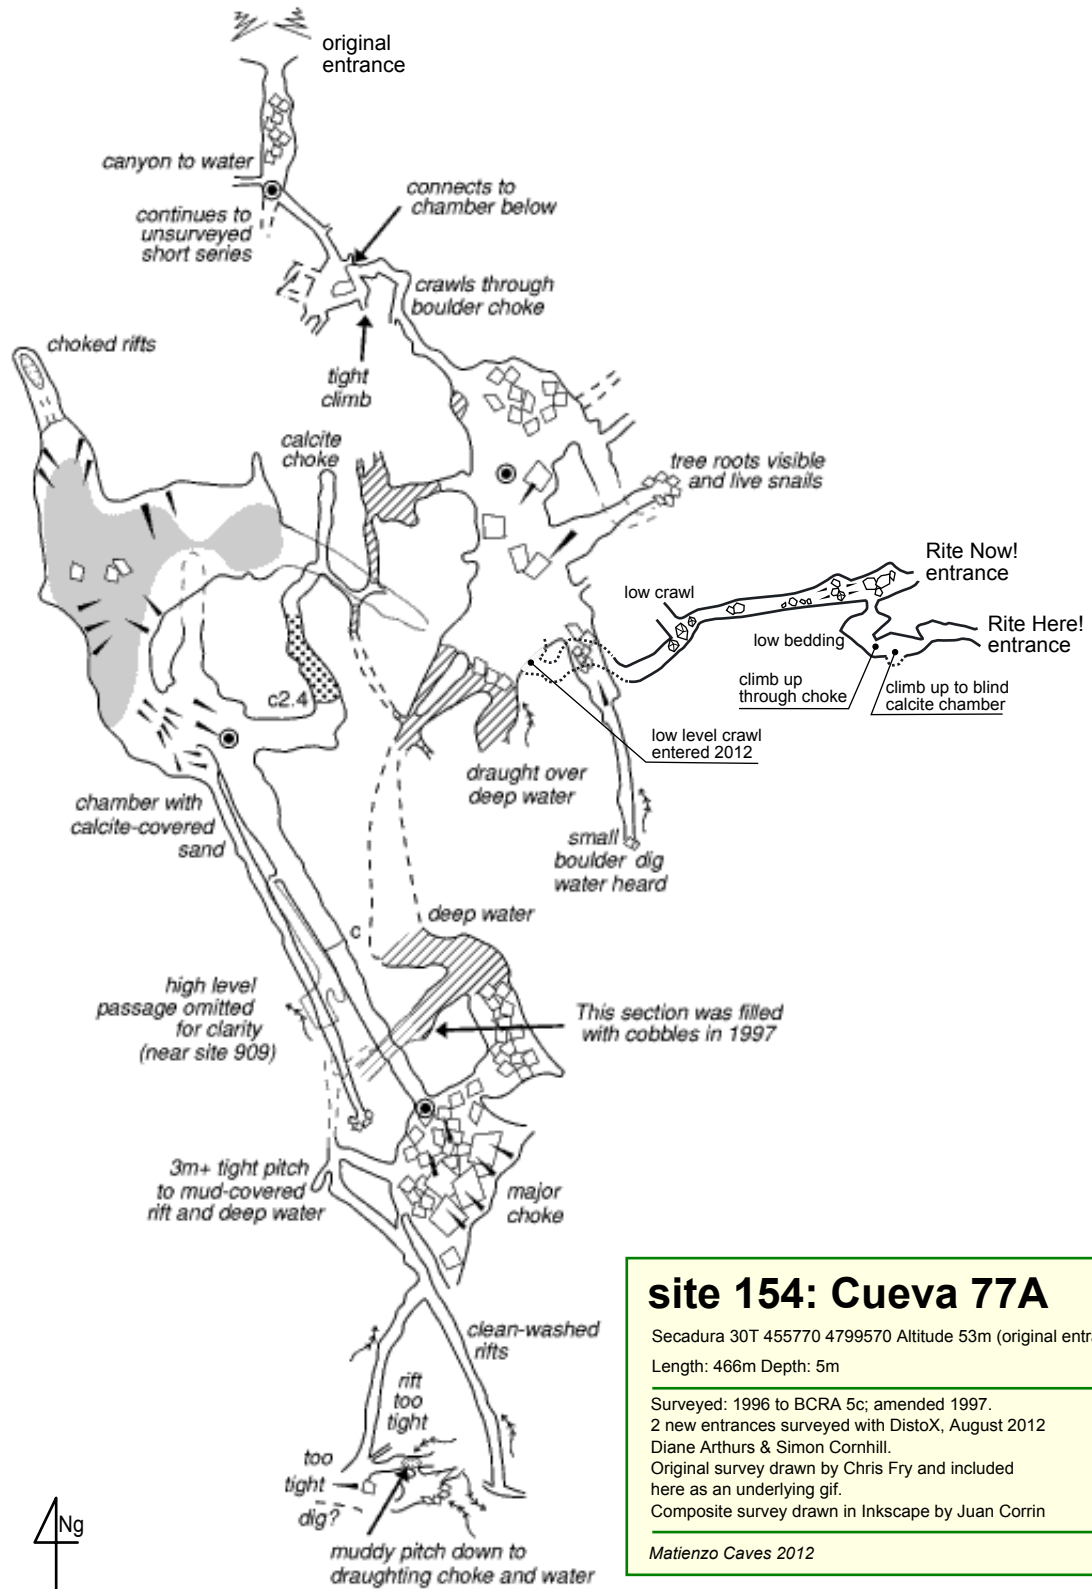 original
entrance
canyon to water
connects to
chamber below
continues to
unsurveyed
short series
crawls through
boulder choke
choked rifts
tight
climb
calcite
choke
tree roots visible
and live snails
Rite Now!
entrance
low crawl
Rite Here!
entrance
low bedding
climb up
through choke
climb up to blind
calcite chamber
c2.4
low level crawl
entered 2012
draught over
deep water
chamber with
calcite-covered
sand
small
boulder dig
water heard
deep water
c
high level
passage omitted
for clarity
(near site 909)
This section was filled
with cobbles in 1997
3m+ tight pitch
to mud-covered
rift and deep water
major
choke
clean-washed
rifts
rift
too
tight
too
tight
dig?
muddy pitch down to
draughting choke and water
Ng
site 154: Cueva 77A
Secadura 30T 455770 4799570 Altitude 53m (original entra
Length: 466m Depth: 5m
Surveyed: 1996 to BCRA 5c; amended 1997.
2 new entrances surveyed with DistoX, August 2012
Diane Arthurs & Simon Cornhill.
Original survey drawn by Chris Fry and included
here as an underlying gif.
Composite survey drawn in Inkscape by Juan Corrin
Matienzo Caves 2012